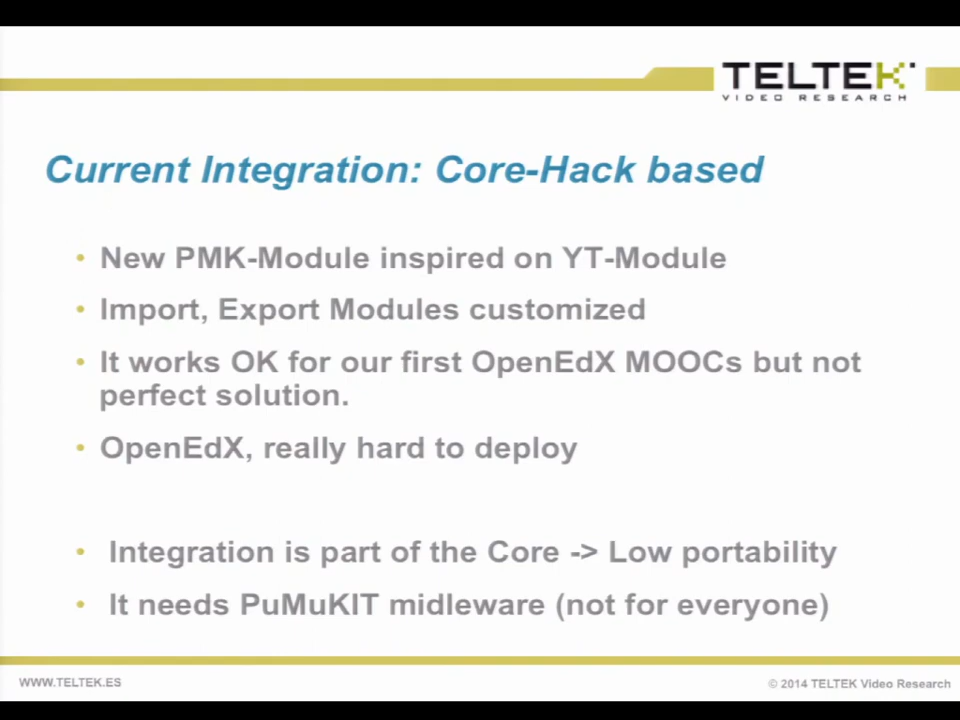 TELTEK
VIDEO RESEARCH
Current Integration: Core-Hack based
• New PMK-Module inspired on YT-Module
• Import, Export Modules customized
• It works OK for our first OpenEdX MOOCs but not
perfect solution.
• OpenEdX, really hard to deploy
• Integration is part of the Core -> Low portability
• It needs PuMuKIT midleware (not for everyone)
WWW.TELTEK.ES
© 2014 TELTEK Video Research